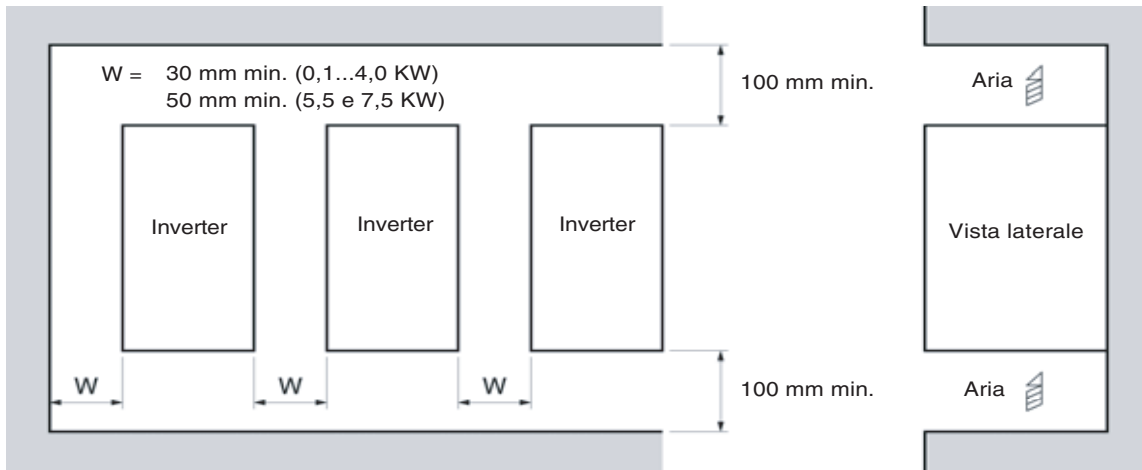 W = 30 mm min. (0,1...4,0 KW)
50 mm min. (5,5 e 7,5 KW)
100 mm min.
Aria
Inverter
Inverter
Inverter
Vista laterale
W
W
W
100 mm min.
Aria